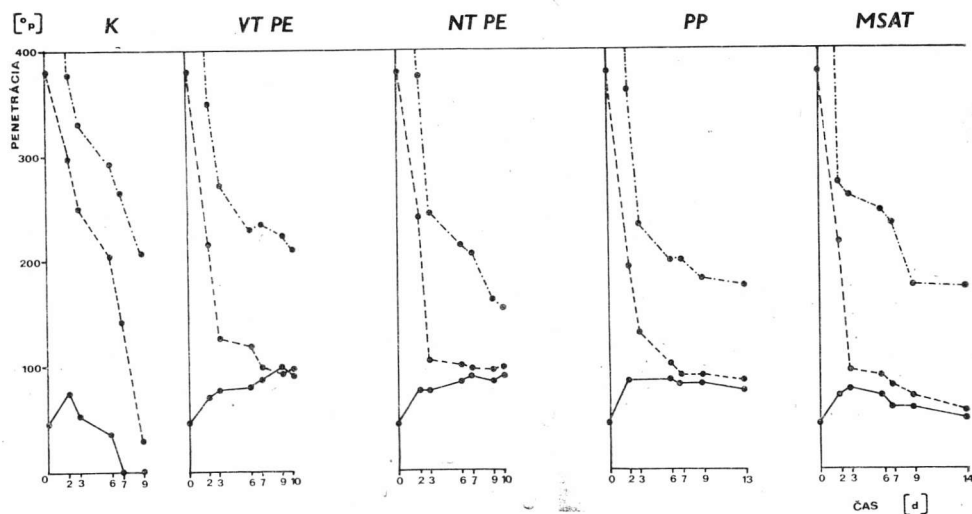 [°p] K VT PE NT PE PP MSAT
PENETRÁCIA
400
300
200
100
0 2 3 6 7 9 0 2 3 6 7 9 10 0 2 3 6 7 9 10 0 2 3 6 7 9 13 0 2 3 6 7 9 14
ČAS [d]